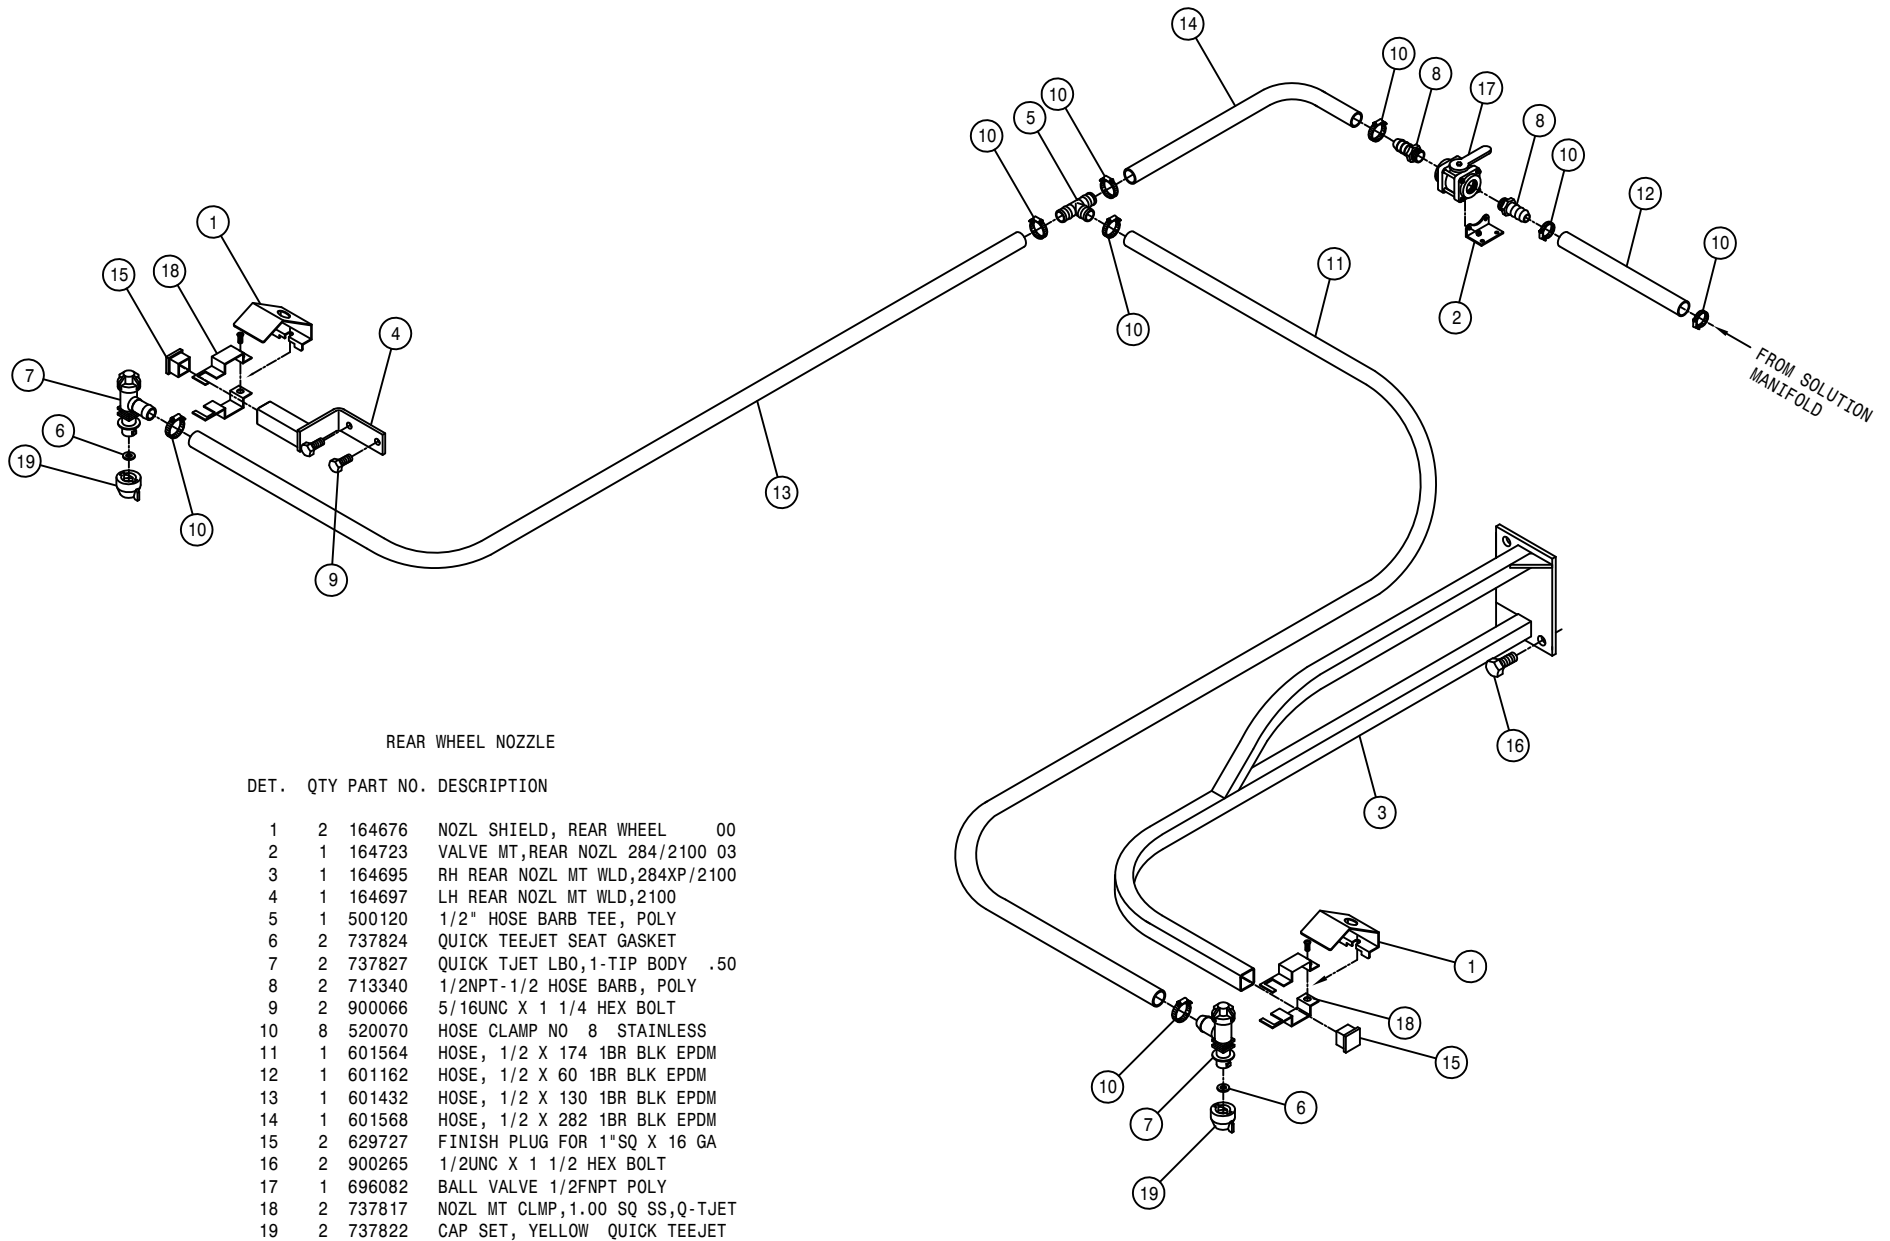 14
10
8
17
10
5
8
10
10
12
1
10
18
11
15
2
10
4
FROM SOLUTION
MANIFOLD
7
6
19
13
10
9
16
3
REAR WHEEL NOZZLE
DET. QTY PART NO. DESCRIPTION
1 2 164676 NOZL SHIELD, REAR WHEEL 00
2 1 164723 VALVE MT,REAR NOZL 284/2100 03
3 1 164695 RH REAR NOZL MT WLD,284XP/2100
4 1 164697 LH REAR NOZL MT WLD,2100
5 1 500120 1/2" HOSE BARB TEE, POLY
6 2 737824 QUICK TEEJET SEAT GASKET
7 2 737827 QUICK TJET LBO,1-TIP BODY .50
8 2 713340 1/2NPT-1/2 HOSE BARB, POLY
9 2 900066 5/16UNC X 1 1/4 HEX BOLT
10 8 520070 HOSE CLAMP NO 8 STAINLESS
11 1 601564 HOSE, 1/2 X 174 1BR BLK EPDM
12 1 601162 HOSE, 1/2 X 60 1BR BLK EPDM
13 1 601432 HOSE, 1/2 X 130 1BR BLK EPDM
14 1 601568 HOSE, 1/2 X 282 1BR BLK EPDM
15 2 629727 FINISH PLUG FOR 1"SQ X 16 GA
16 2 900265 1/2UNC X 1 1/2 HEX BOLT
17 1 696082 BALL VALVE 1/2FNPT POLY
18 2 737817 NOZL MT CLMP,1.00 SQ SS,Q-TJET
19 2 737822 CAP SET, YELLOW QUICK TEEJET
1
18
15
10
6
7
19